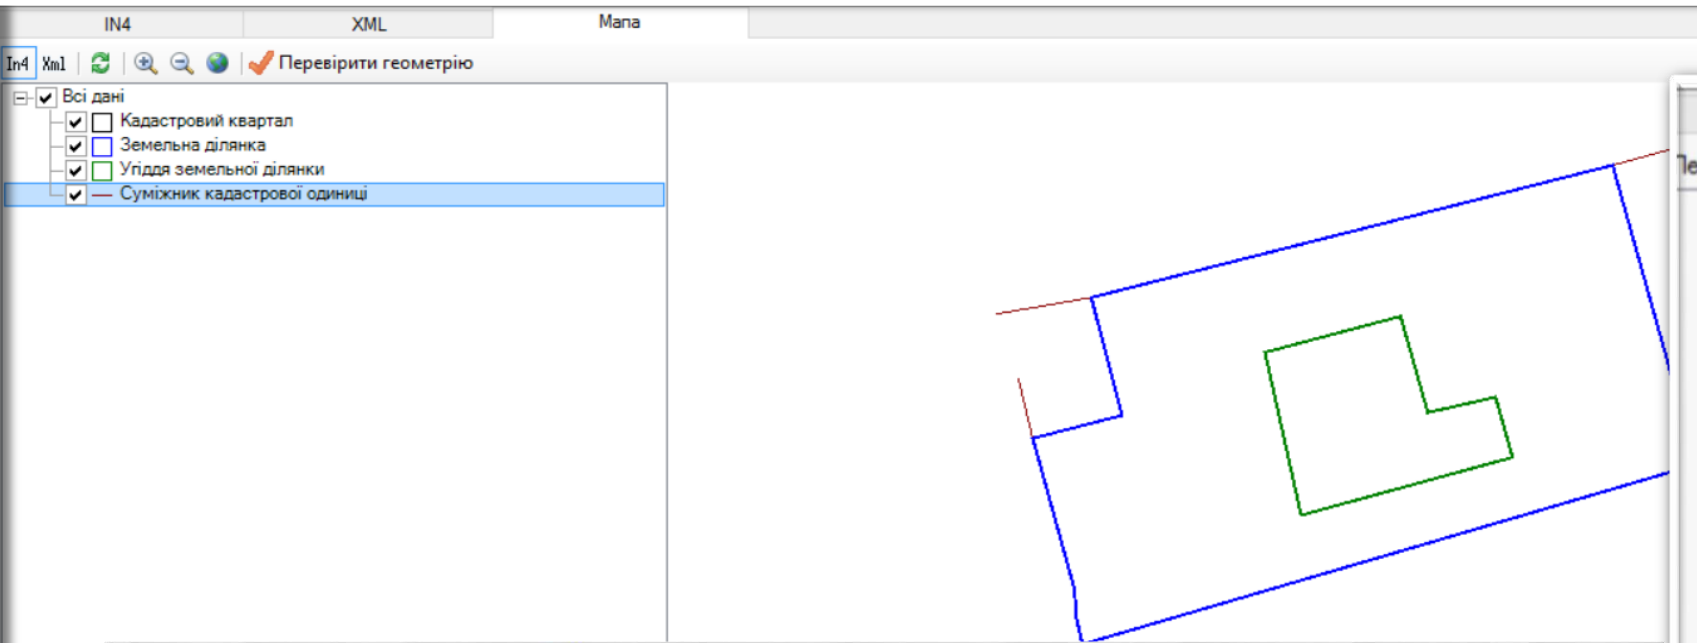 IN4 XML Мапа
In4 Xml Перевірити геометрію
Всі дані
Кадастровий квартал
Земельна ділянка
Угіддя земельної ділянки
Суміжник кадастрової одиниці